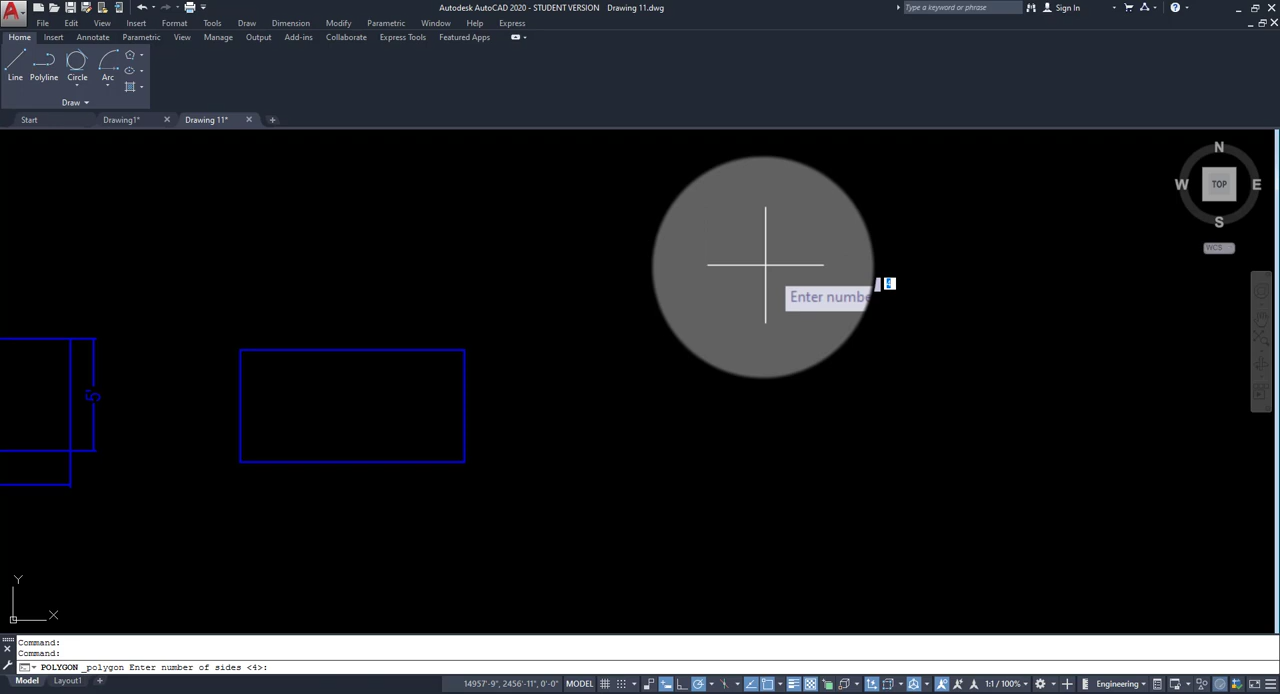 Autodesk AutoCAD 2020 - STUDENT VERSION Drawing 11.dwg
Type a keyword or phrase
Sign In
File Edit View Insert Format Tools Draw Dimension Modify Parametric Window Help Express
Home Insert Annotate Parametric View Manage Output Add-ins Collaborate Express Tools Featured Apps
Line Polyline Circle Arc
Draw
Start Drawing1* Drawing 11*
N
W TOP E
S
WCS
Enter numbe
4
5
Y
X
Command:
Command:
POLYGON _polygon Enter number of sides <4>:
Model Layout1 +
14957'-9", 2456'-11", 0'-0" MODEL 1:1 / 100% Engineering